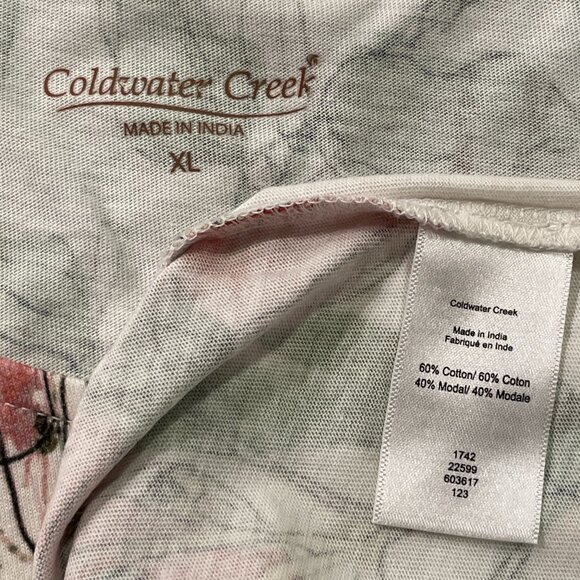 Coldwater Creek
MADE IN INDIA
XL
Coldwater Creek
Made in India
Fabriqué en Inde
60% Cotton/ 60% Coton
40% Modal/ 40% Modale
1742
22599
603617
123